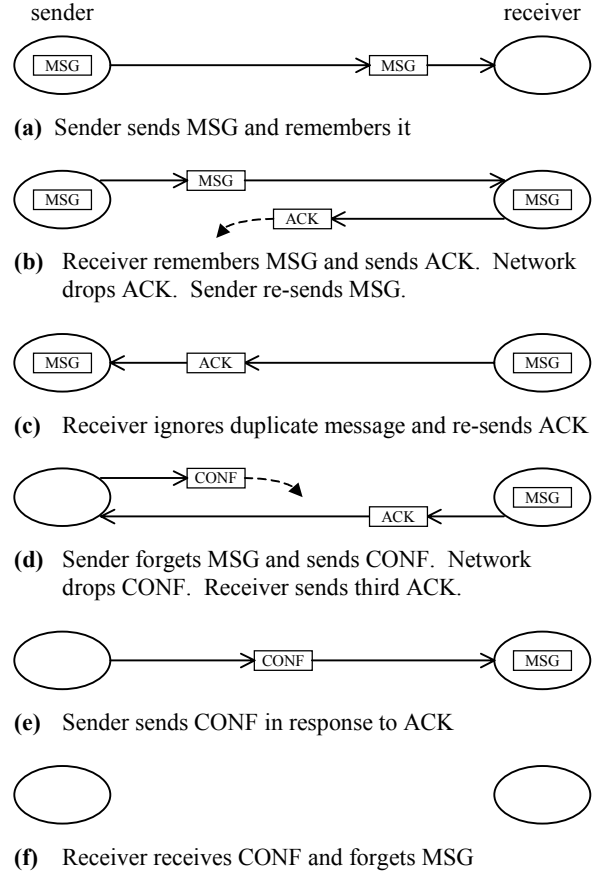 sender receiver
MSG MSG
(a) Sender sends MSG and remembers it
MSG MSG MSG
ACK
(b) Receiver remembers MSG and sends ACK. Network
drops ACK. Sender re-sends MSG.
MSG ACK MSG
(c) Receiver ignores duplicate message and re-sends ACK
CONF
MSG
ACK
(d) Sender forgets MSG and sends CONF. Network
drops CONF. Receiver sends third ACK.
CONF MSG
(e) Sender sends CONF in response to ACK
(f) Receiver receives CONF and forgets MSG